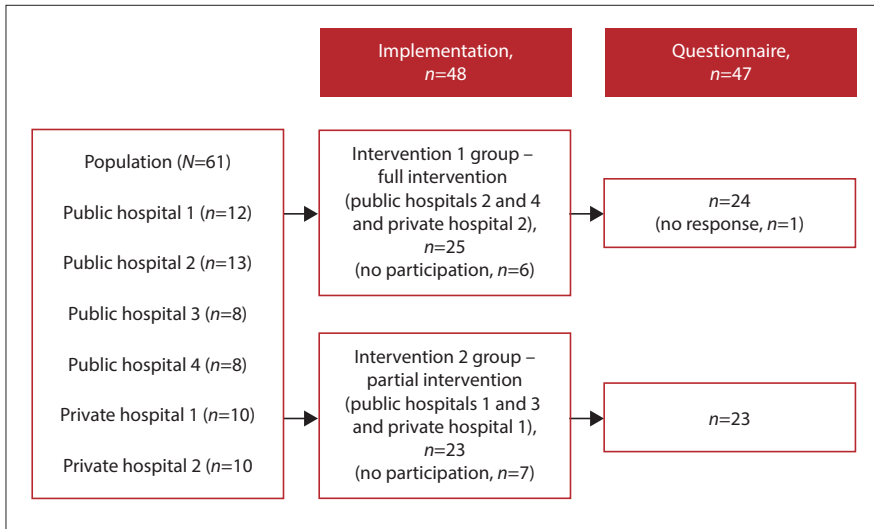 Implementation,
n=48
Questionnaire,
n=47
Population (N=61)
Public hospital 1 (n=12)
Public hospital 2 (n=13)
Public hospital 3 (n=8)
Public hospital 4 (n=8)
Private hospital 1 (n=10)
Private hospital 2 (n=10
Intervention 1 group –
full intervention
(public hospitals 2 and 4
and private hospital 2),
n=25
(no participation, n=6)
n=24
(no response, n=1)
Intervention 2 group –
partial intervention
(public hospitals 1 and 3
and private hospital 1),
n=23
(no participation, n=7)
n=23